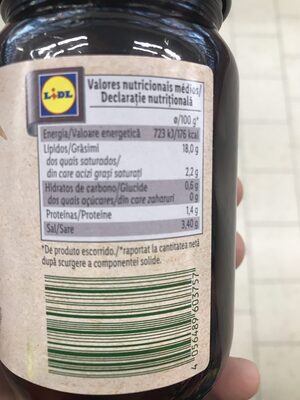 LIDL
Valores nutricionais médios/
Declarație nutrițională
ø/100 g*
Energia/Valoare energetică 723 kJ/176 kcal
Lípidos/Grăsimi 18,0 g
dos quais saturados/
din care acizi grași saturați 2,2 g
Hidratos de carbono/Glucide 0,6 g
dos quais açúcares/din care zaharuri 0 g
Proteínas/Proteine 1,4 g
Sal/Sare 3,40 g
*De produto escorrido./*raportat la cantitatea netă
după scurgere a componentei solide.
4 056489 603757